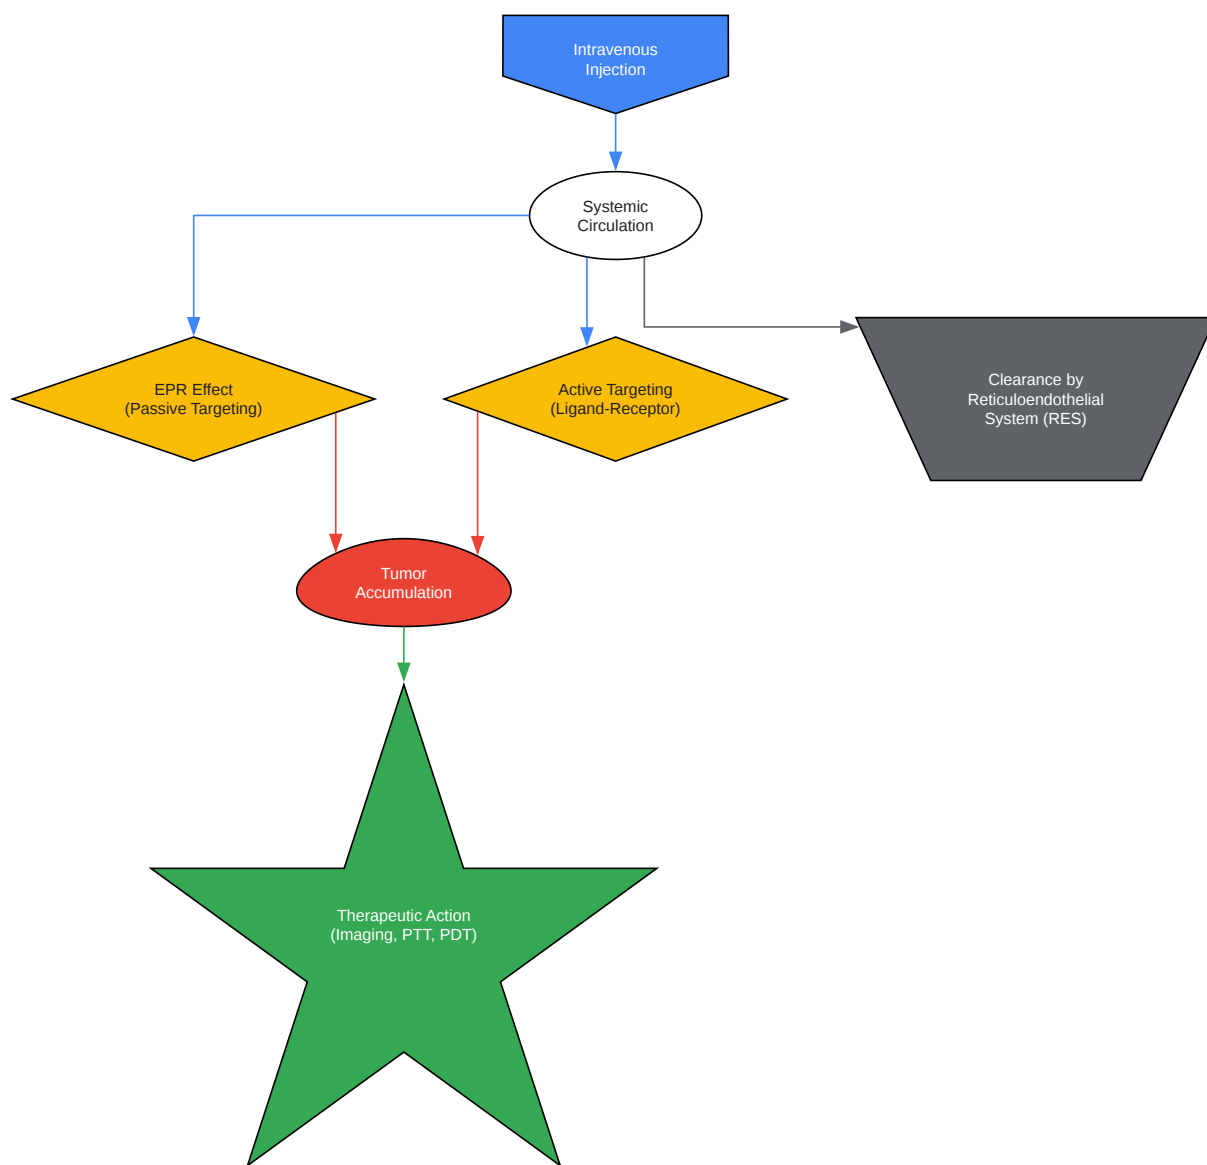 Intravenous
Injection
Systemic
Circulation
EPR Effect
(Passive Targeting)
Active Targeting
(Ligand-Receptor)
Clearance by
Reticuloendothelial
System (RES)
Tumor
Accumulation
Therapeutic Action
(Imaging, PTT, PDT)